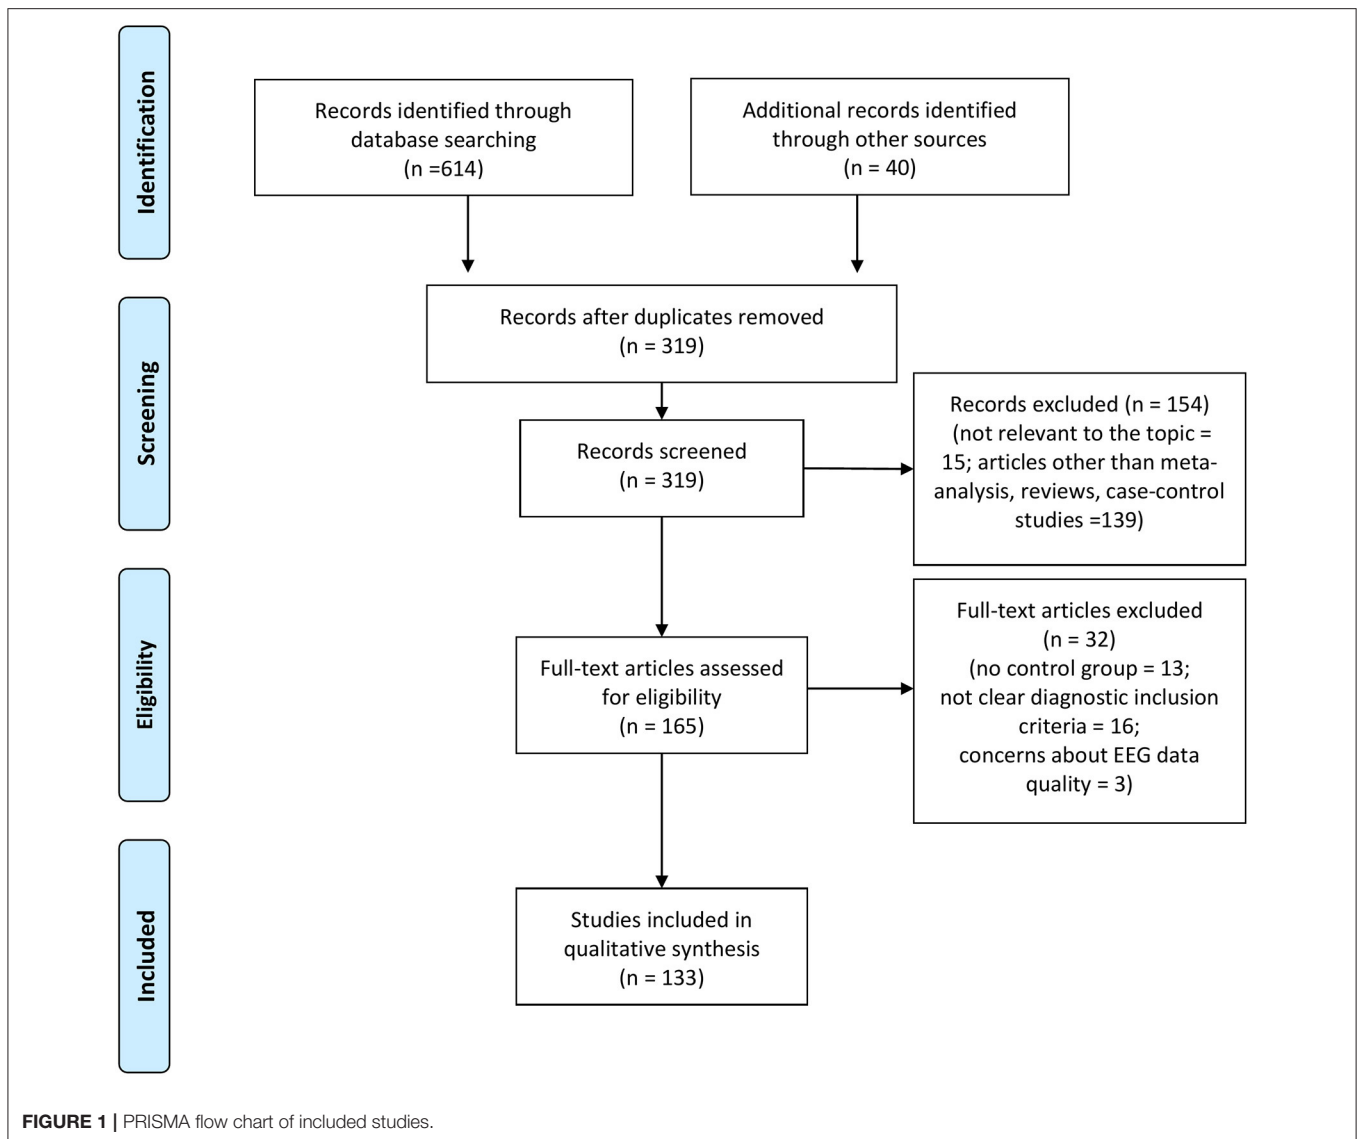 Identification
Records identified through
database searching
(n =614)
Additional records identified
through other sources
(n = 40)
Screening
Records after duplicates removed
(n = 319)
Records screened
(n = 319)
Records excluded (n = 154)
(not relevant to the topic =
15; articles other than meta-
analysis, reviews, case-control
studies =139)
Eligibility
Full-text articles assessed
for eligibility
(n = 165)
Full-text articles excluded
(n = 32)
(no control group = 13;
not clear diagnostic inclusion
criteria = 16;
concerns about EEG data
quality = 3)
Included
Studies included in
qualitative synthesis
(n = 133)
FIGURE 1 | PRISMA flow chart of included studies.